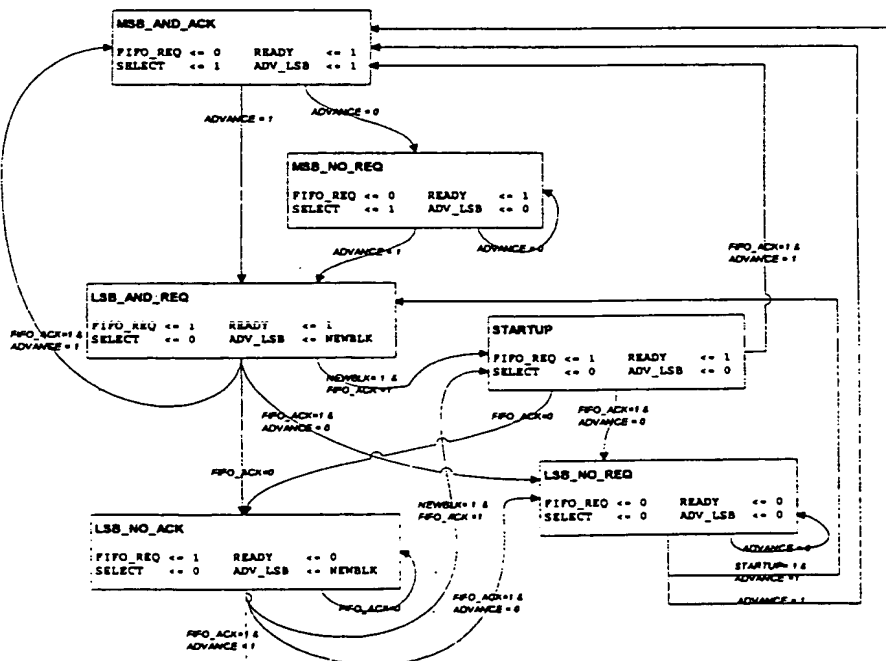 MSB_AND_ACK
FIFO_REQ <= 0 READY <= 1
SELECT <= 1 ADV_LSB <= 1
ADVANCE = 1
ADVANCE = 0
MSB_NO_REQ
FIFO_REQ <= 0 READY <= 1
SELECT <= 1 ADV_LSB <= 0
ADVANCE = 1
ADVANCE = 0
FIFO_ACK=1 &
ADVANCE = 1
LSB_AND_REQ
FIFO_REQ <= 1 READY <= 1
SELECT <= 0 ADV_LSB <= NEWBLK
FIFO_ACK=1 &
ADVANCE = 1
STARTUP
FIFO_REQ <= 1 READY <= 1
SELECT <= 0 ADV_LSB <= 0
NEWBLK= 1 &
FIFO_ACK =1
FIFO_ACK=1 &
ADVANCE = 0
FIFO_ACK=0
FIFO_ACK=1 &
ADVANCE = 0
FIFO_ACK=0
LSB_NO_REQ
FIFO_REQ <= 0 READY <= 0
SELECT <= 0 ADV_LSB <= 0
NEWBLK= 1 &
FIFO_ACK =1
LSB_NO_ACK
FIFO_REQ <= 1 READY <= 0
SELECT <= 0 ADV_LSB <= NEWBLK
ADVANCE = 0
STARTUP= 1 &
ADVANCE =1
FIFO_ACK=0
FIFO_ACK=1 &
ADVANCE = 0
ADVANCE = 1
FIFO_ACK=1 &
ADVANCE = 1